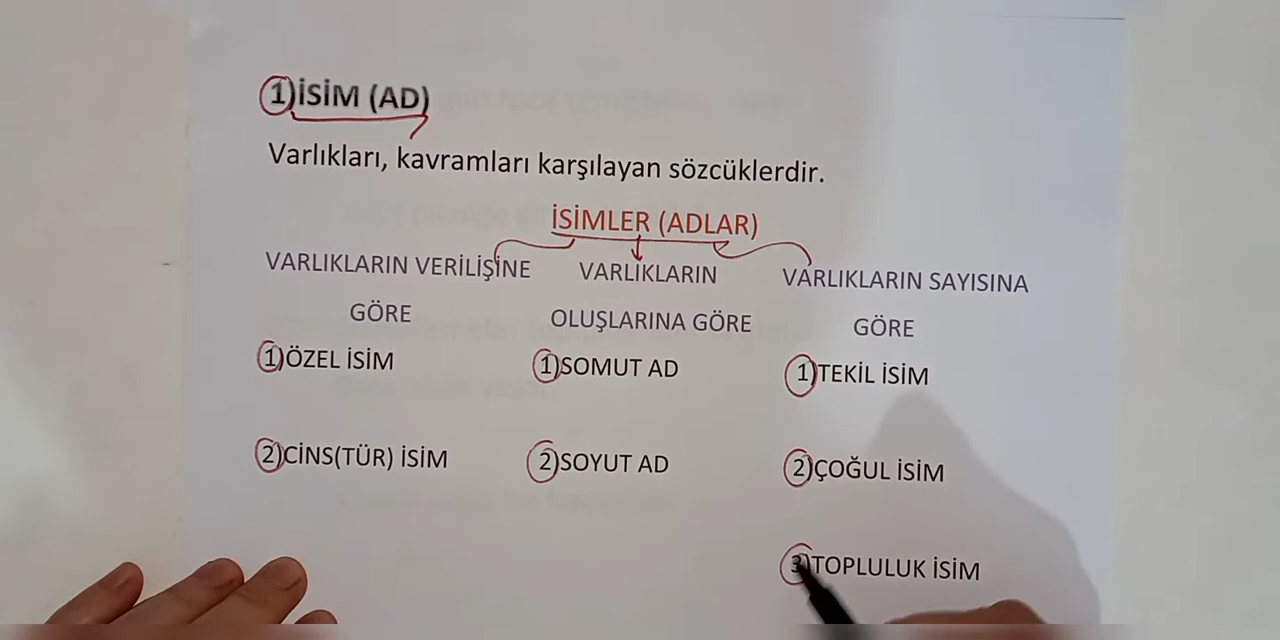 1)İSİM (AD)
Varlıkları, kavramları karşılayan sözcüklerdir.
İSİMLER (ADLAR)
VARLIKLARIN VERİLİŞİNE
GÖRE
1)ÖZEL İSİM
2)CİNS(TÜR) İSİM
VARLIKLARIN
OLUŞLARINA GÖRE
1)SOMUT AD
2)SOYUT AD
VARLIKLARIN SAYISINA
GÖRE
1)TEKİL İSİM
2)ÇOĞUL İSİM
3)TOPLULUK İSİM